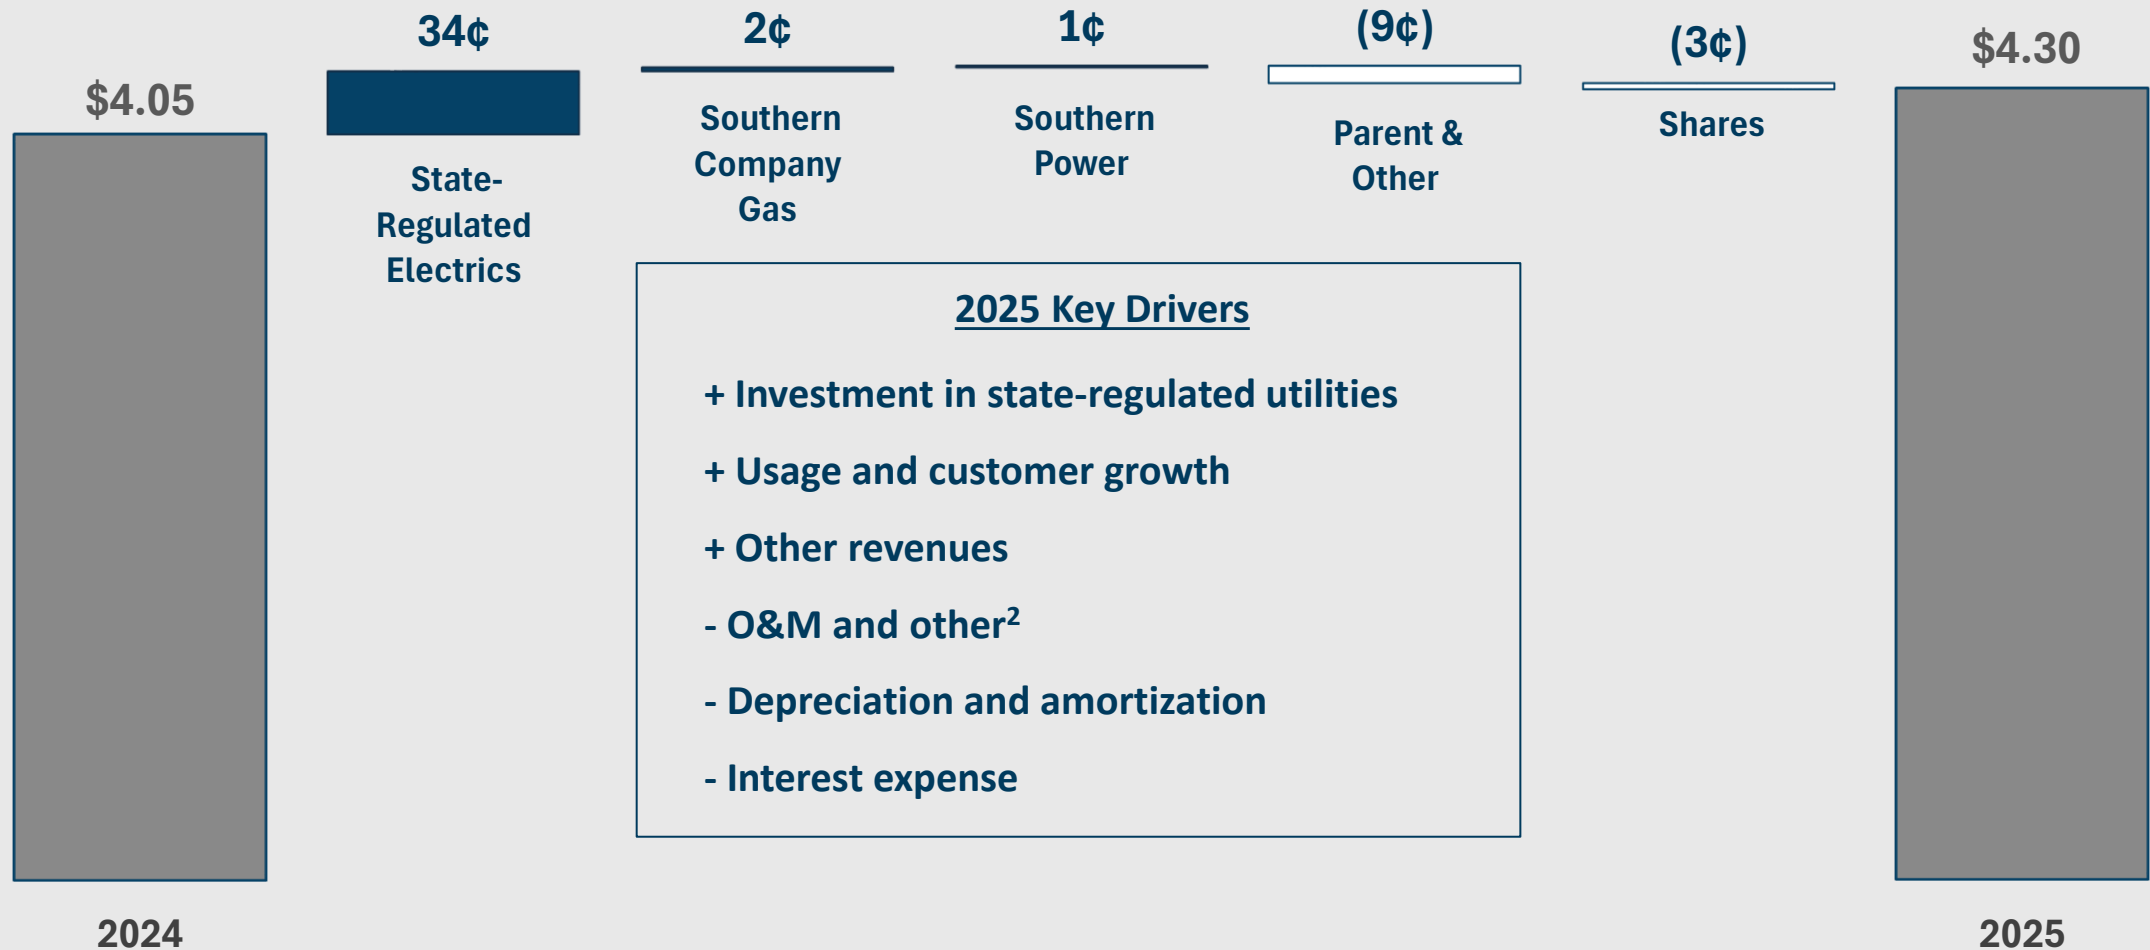 $4.05
34¢
State-
Regulated
Electrics
2¢
Southern
Company
Gas
1¢
Southern
Power
(9¢)
Parent &
Other
(3¢)
Shares
$4.30
2025 Key Drivers
+ Investment in state-regulated utilities
+ Usage and customer growth
+ Other revenues
- O&M and other²
- Depreciation and amortization
- Interest expense
2024
2025